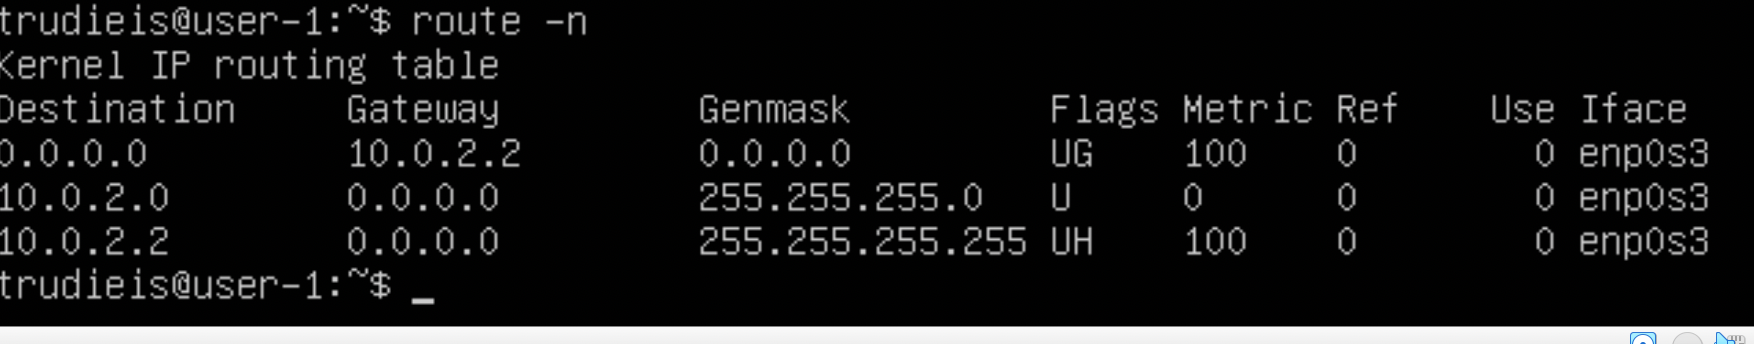 trudieis@user-1:~$ route -n
Kernel IP routing table
Destination Gateway Genmask Flags Metric Ref Use Iface
0.0.0.0 10.0.2.2 0.0.0.0 UG 100 0 0 enp0s3
10.0.2.0 0.0.0.0 255.255.255.0 U 0 0 0 enp0s3
10.0.2.2 0.0.0.0 255.255.255.255 UH 100 0 0 enp0s3
trudieis@user-1:~$ _